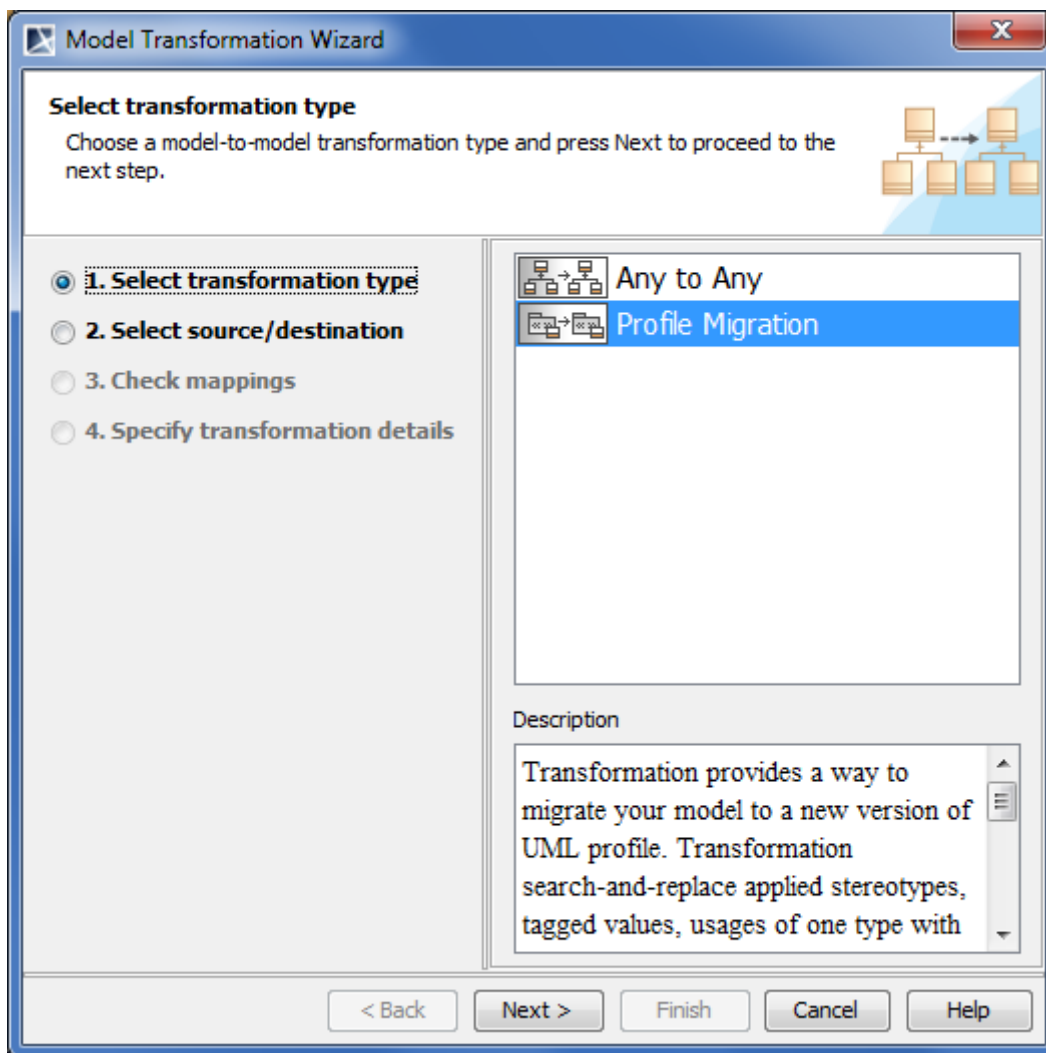 Model Transformation Wizard
Select transformation type
Choose a model-to-model transformation type and press Next to proceed to the
next step.
1. Select transformation type
2. Select source/destination
3. Check mappings
4. Specify transformation details
Any to Any
Profile Migration
Description
Transformation provides a way to
migrate your model to a new version of
UML profile. Transformation
search-and-replace applied stereotypes,
tagged values, usages of one type with
< Back
Next >
Finish
Cancel
Help